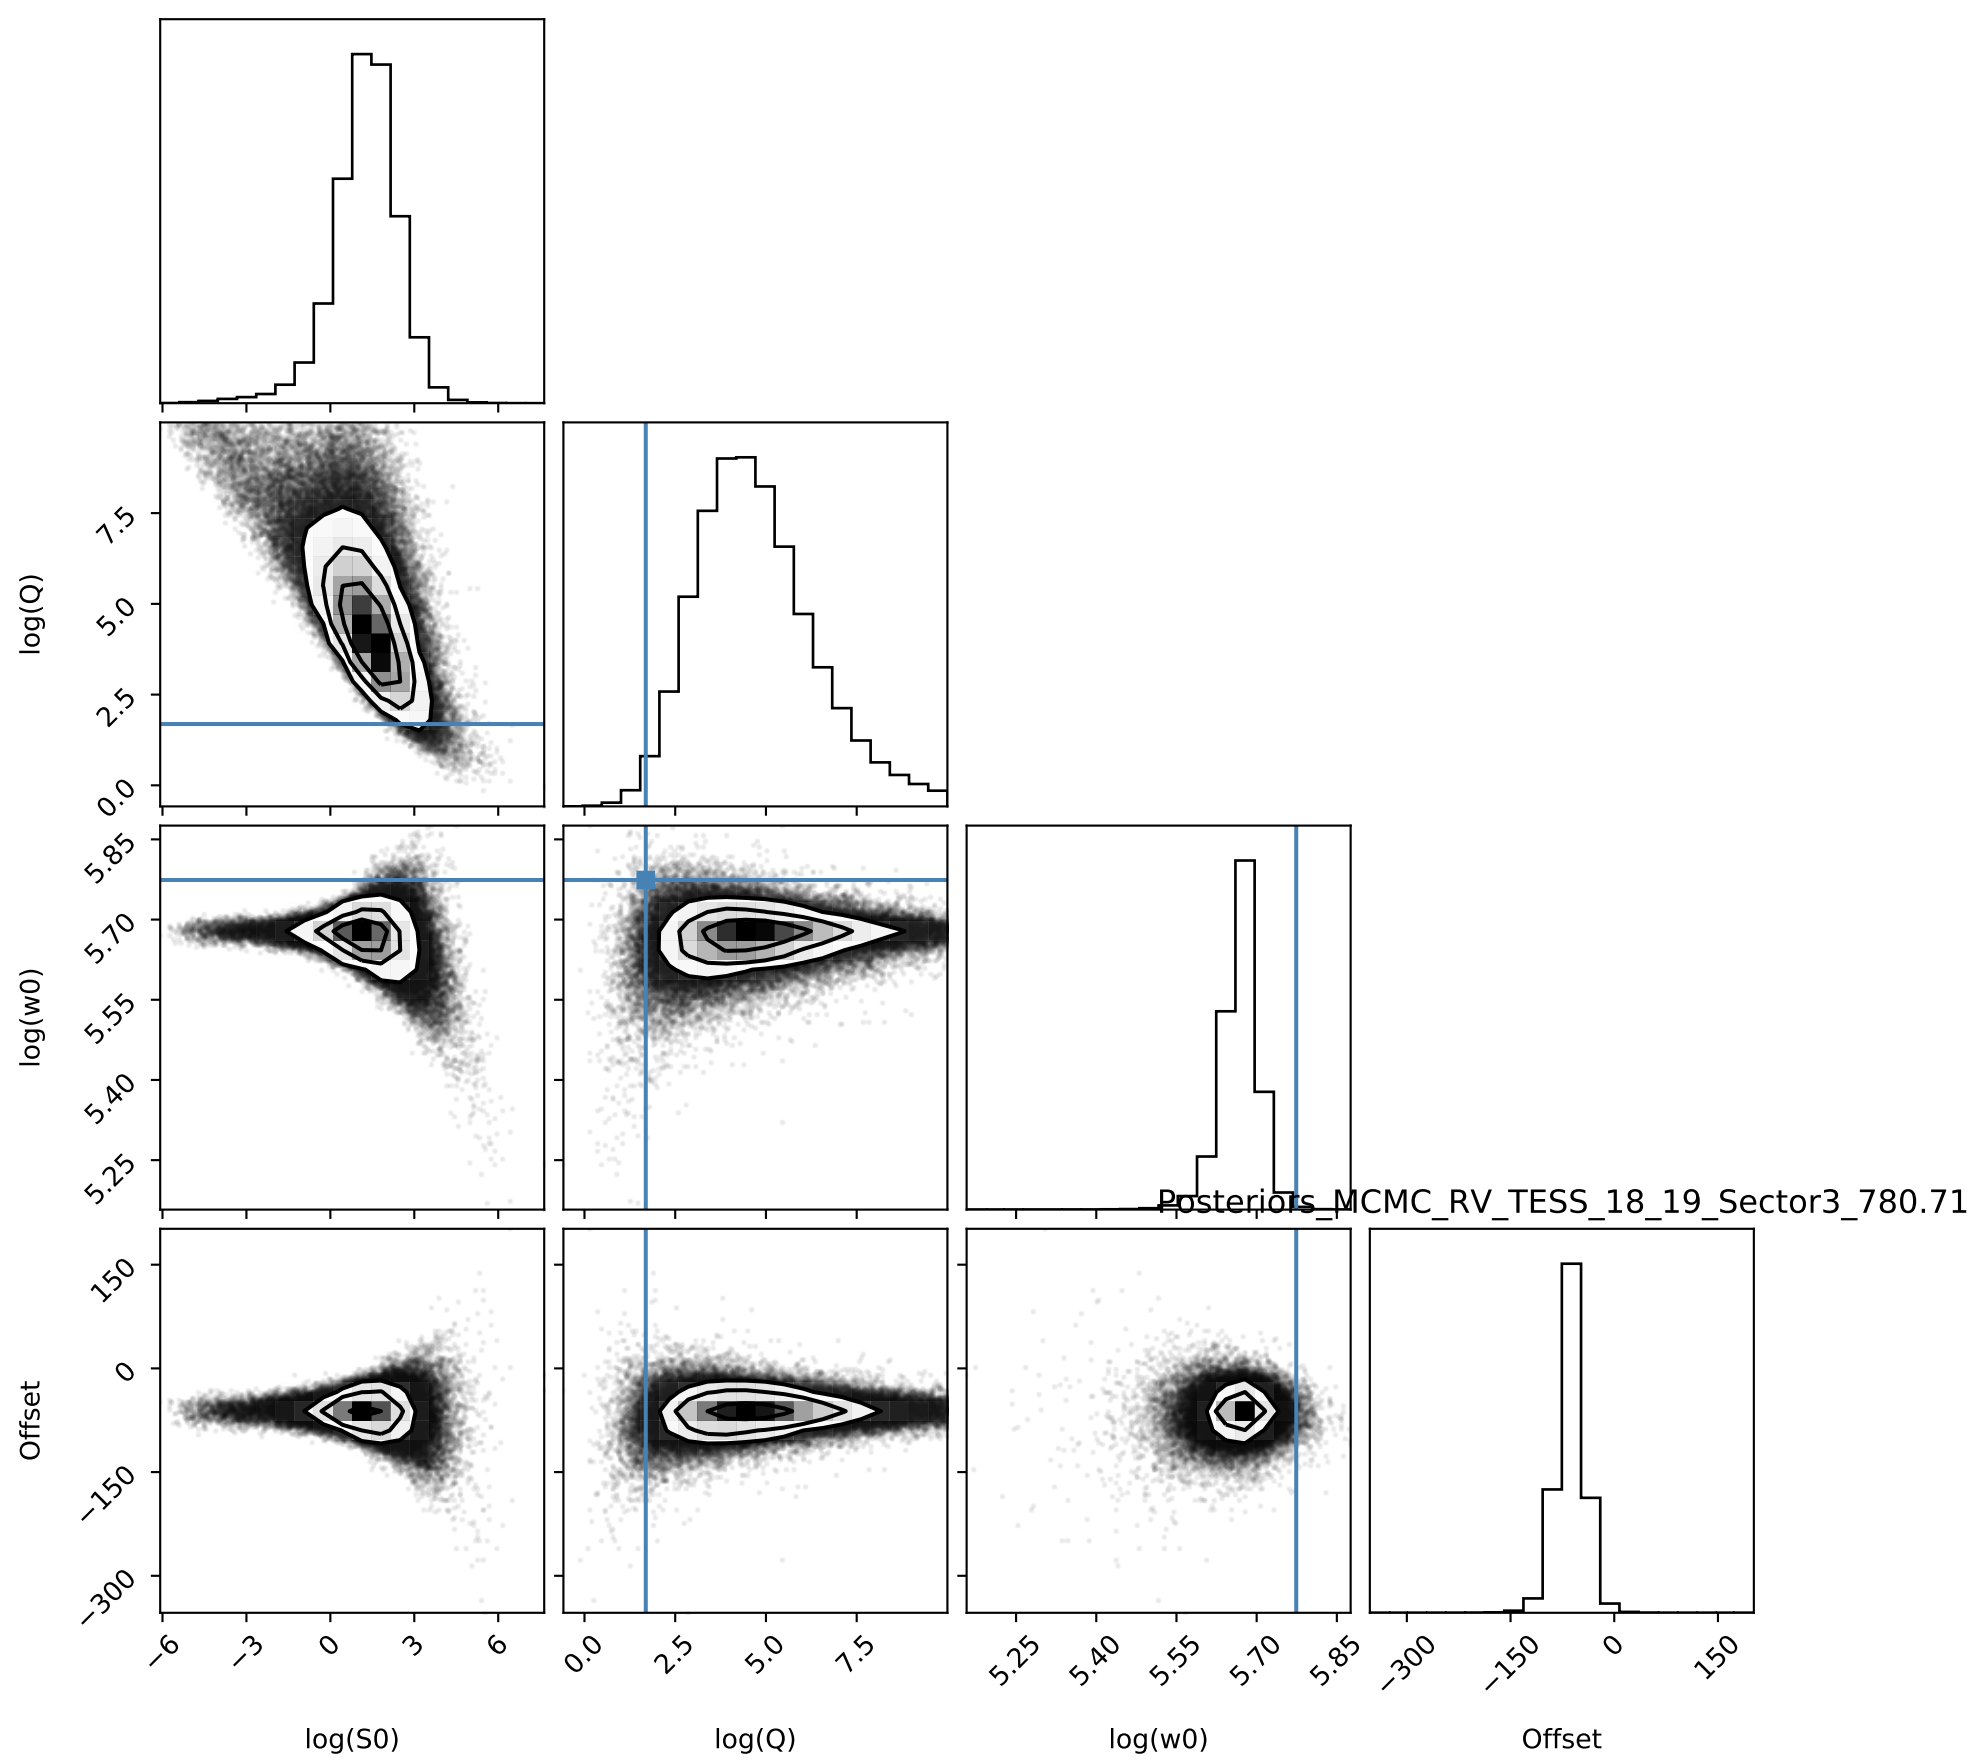 log(Q)
7.5
5.0
2.5
0.0
log(w0)
5.85
5.70
5.55
5.40
5.25
Posteriors_MCMC_RV_TESS_18_19_Sector3_780.71
Offset
150
0
−150
−300
−6 −3 0 3 6 0.0 2.5 5.0 7.5 5.25 5.40 5.55 5.70 5.85 −300 −150 0 150
log(S0) log(Q) log(w0) Offset